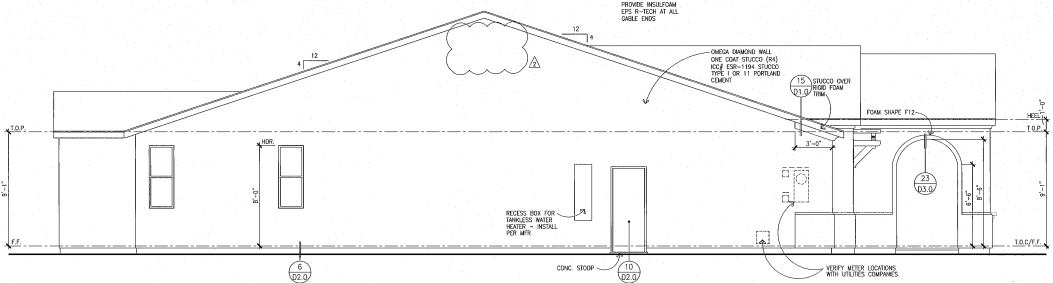 PROVIDE INSULFOAM
EPS R-TECH AT ALL
GABLE ENDS
12
4
12
4
2
OMEGA DIAMOND WALL
ONE COAT STUCCO (R4)
ICC# ESR-1194 STUCCO
TYPE I OR 11 PORTLAND
CEMENT
15
D1.0
STUCCO OVER
RIGID FOAM
TRIM
FOAM SHAPE F12
HEEL
1'-0"
T.O.P.
T.O.P.
HDR.
3'-0"
9'-1"
8'-0"
23
D3.0
6'-6"
8'-6"
9'-1"
RECESS BOX FOR
TANKLESS WATER
HEATER - INSTALL
PER MFR
F.F.
T.O.C/F.F.
6
D2.0
CONC. STOOP
10
D2.0
VERIFY METER LOCATIONS
WITH UTILITIES COMPANIES